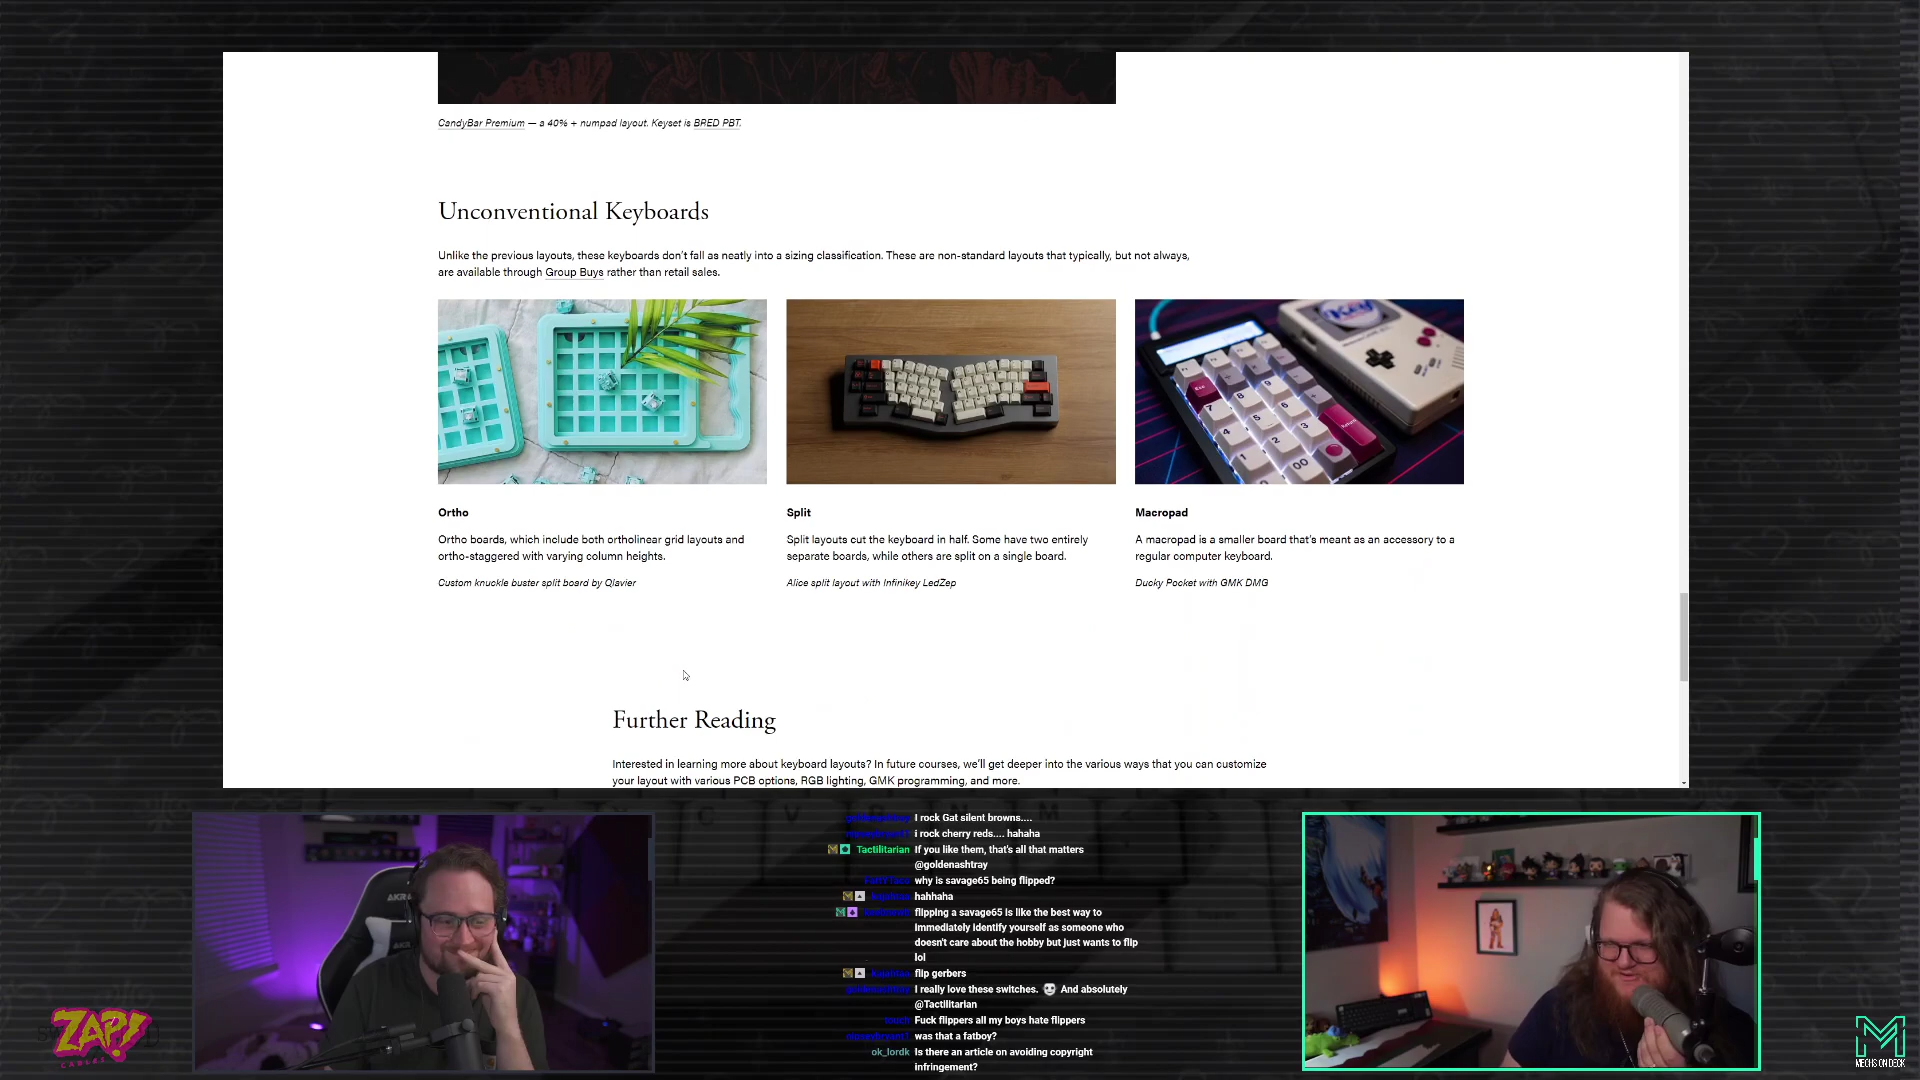 CandyBar Premium — a 40% + numpad layout. Keyset is BRED PBT.
Unconventional Keyboards
Unlike the previous layouts, these keyboards don't fall as neatly into a sizing classification. These are non-standard layouts that typically, but not always,
are available through Group Buys rather than retail sales.
Ortho
Ortho boards, which include both ortholinear grid layouts and
ortho-staggered with varying column heights.
Custom knuckle buster split board by Qlavier
Split
Split layouts cut the keyboard in half. Some have two entirely
separate boards, while others are split on a single board.
Alice split layout with Infinikey LedZep
Macropad
A macropad is a smaller board that's meant as an accessory to a
regular computer keyboard.
Ducky Pocket with GMK DMG
Further Reading
Interested in learning more about keyboard layouts? In future courses, we'll get deeper into the various ways that you can customize
your layout with various PCB options, RGB lighting, GMK programming, and more.
I rock Gat silent browns....
i rock cherry reds.... hahaha
Tactilitarian If you like them, that's all that matters
@goldenashtray
why is savage65 being flipped?
hahhaha
flipping a savage65 is like the best way to
immediately identify yourself as someone who
doesn't care about the hobby but just wants to flip
lol
flip gerbers
I really love these switches. And absolutely
@Tactilitarian
Fuck flippers all my boys hate flippers
was that a fatboy?
ok_lordk Is there an article on avoiding copyright
infringement?
AKRA
ZAP!
CABLES
MECHS ON DECK